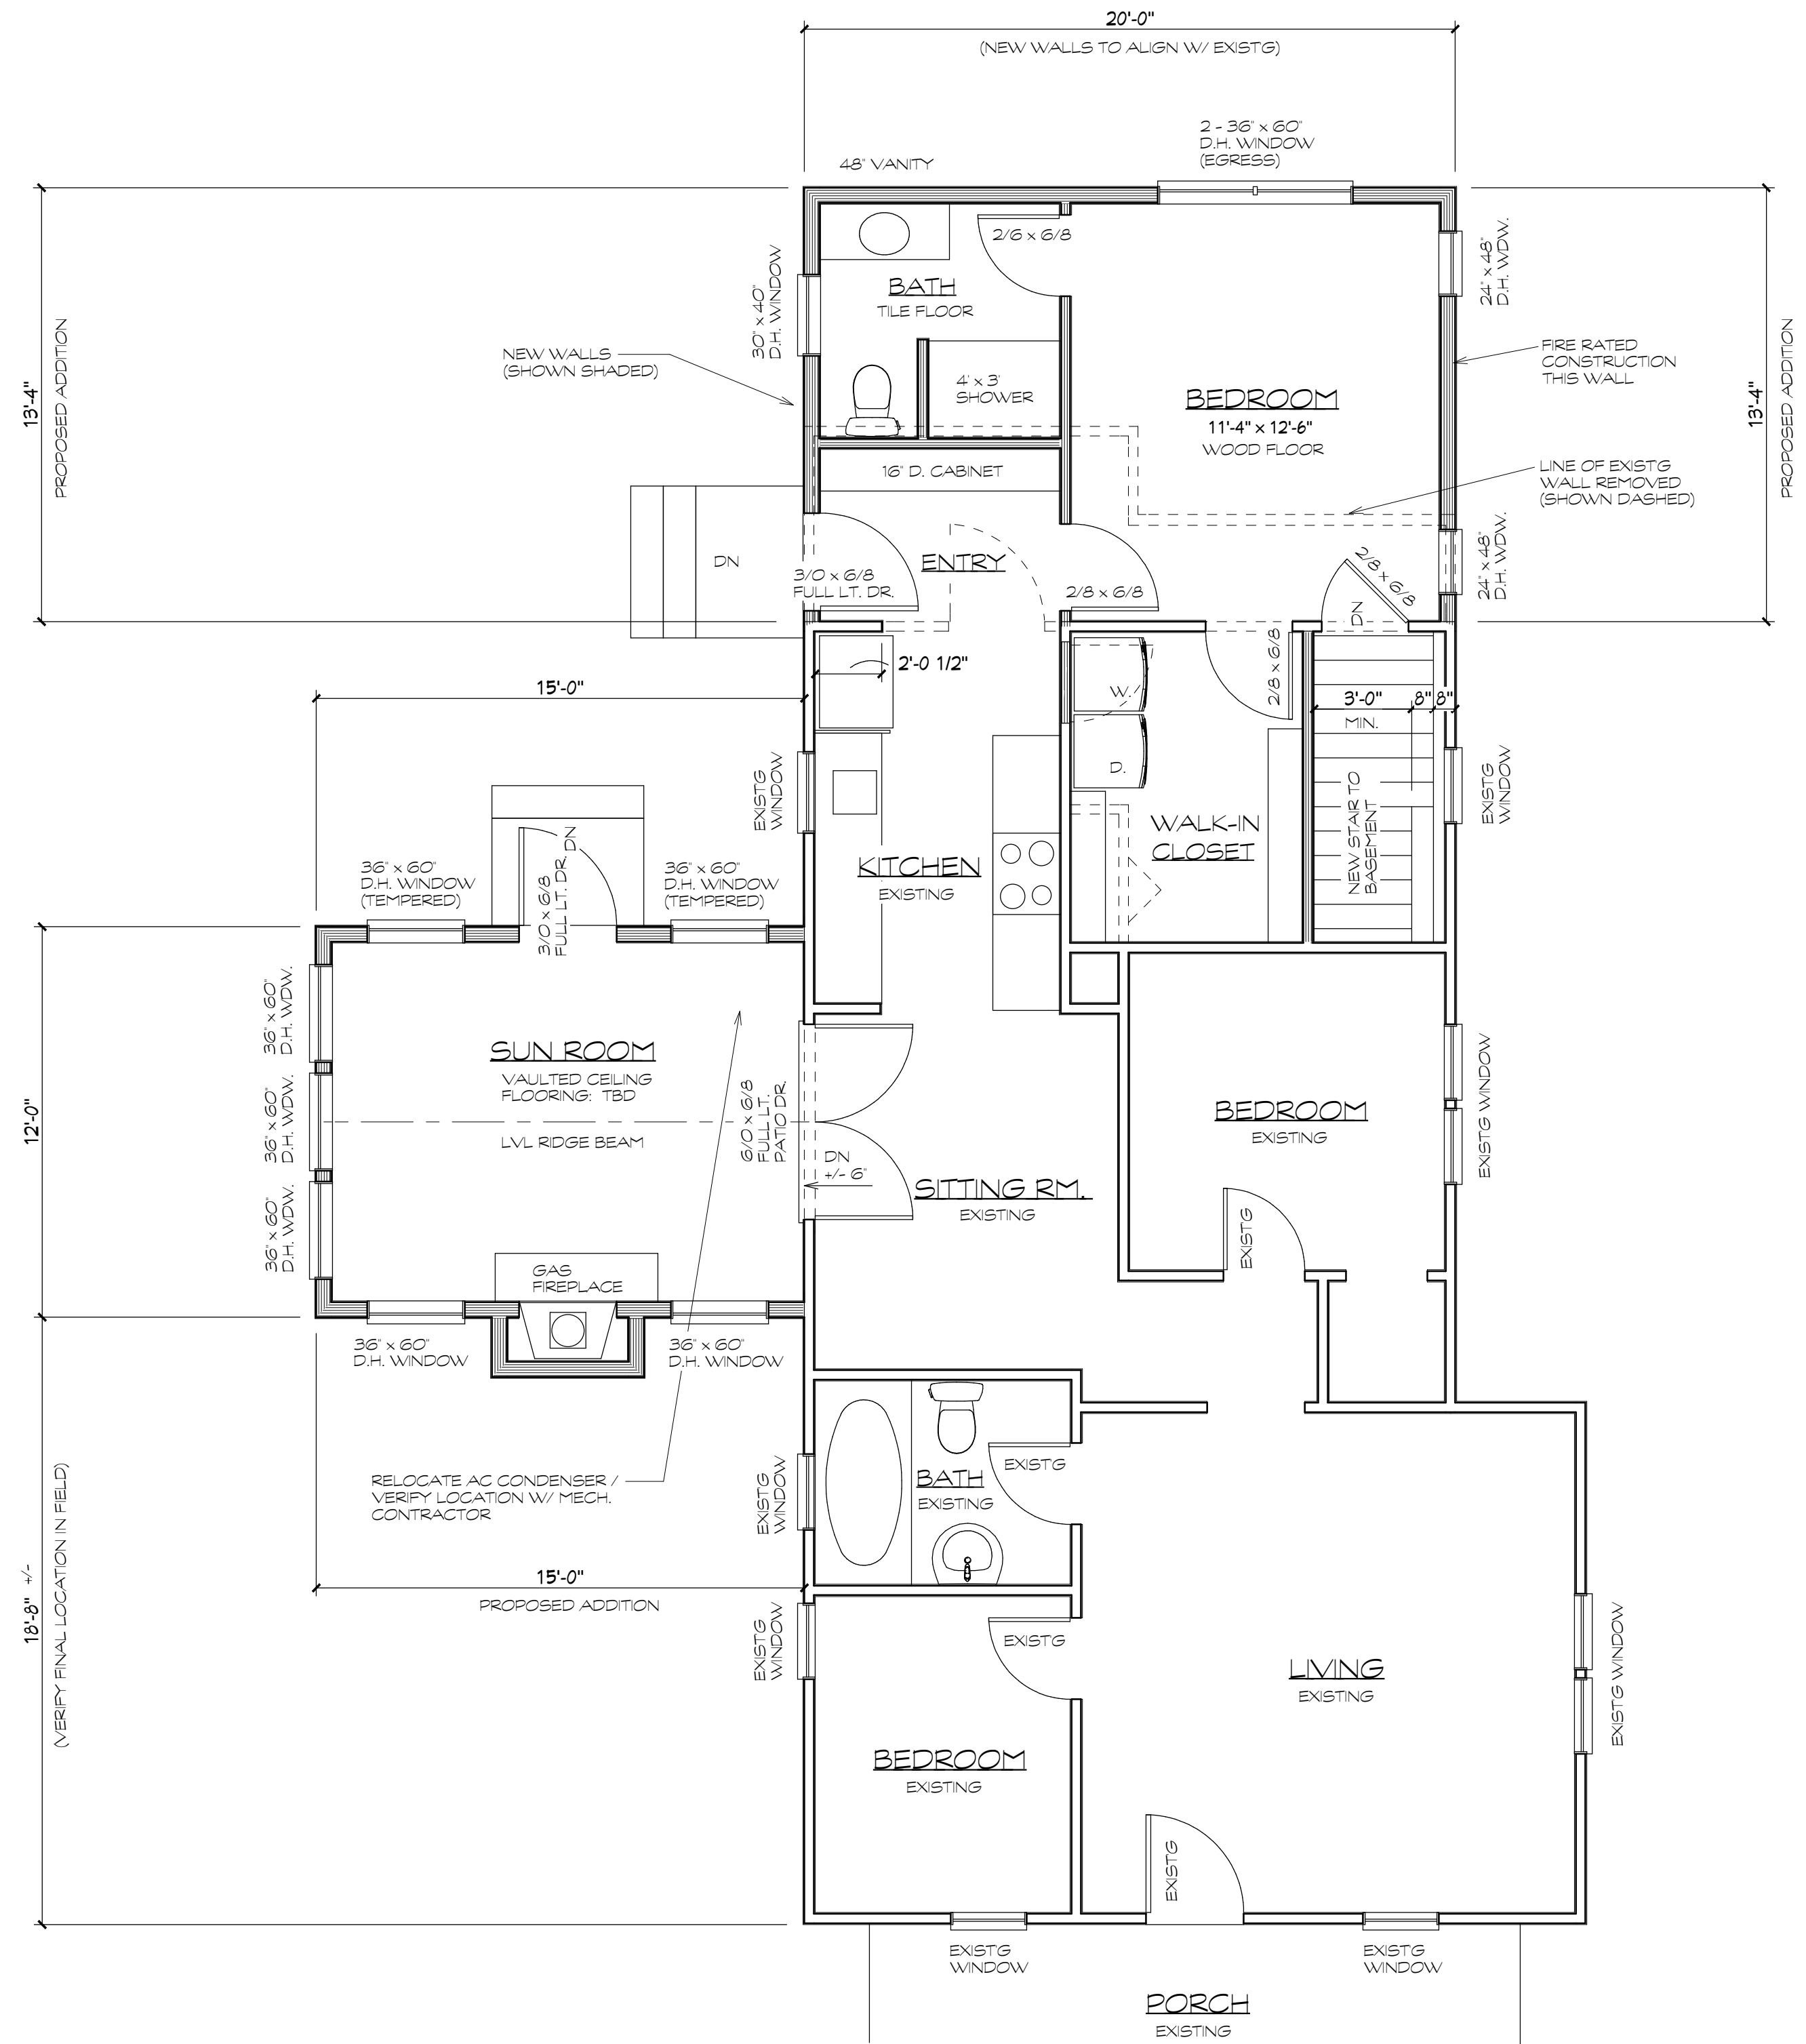 20'-0"
(NEW WALLS TO ALIGN W/ EXISTG)
2 - 36" x 60"
D.H. WINDOW
(EGRESS)
48" VANITY
2/6 x 6/8
BATH
TILE FLOOR
30" x 40"
D.H. WINDOW
24" x 48"
D.H. WDW.
13'-4"
PROPOSED ADDITION
NEW WALLS
(SHOWN SHADED)
4' x 3'
SHOWER
BEDROOM
11'-4" x 12'-6"
WOOD FLOOR
FIRE RATED
CONSTRUCTION
THIS WALL
13'-4"
PROPOSED ADDITION
16" D. CABINET
LINE OF EXISTG
WALL REMOVED
(SHOWN DASHED)
DN
ENTRY
3/0 x 6/8
FULL LT. DR.
2/8 x 6/8
2/8 x 6/8
DN
24" x 48"
D.H. WDW.
2'-0 1/2"
W.
2/8 x 6/8
15'-0"
3'-0"
8"
8"
MIN.
D.
EXISTG
WINDOW
EXISTG
WINDOW
NEW STAIR TO
BASEMENT
WALK-IN
CLOSET
KITCHEN
EXISTING
36" x 60"
D.H. WINDOW
(TEMPERED)
DN
3/0 x 6/8
FULL LT. DR.
36" x 60"
D.H. WINDOW
(TEMPERED)
36" x 60"
D.H. WDW.
SUN ROOM
VAULTED CEILING
FLOORING: TBD
12'-0"
36" x 60"
D.H. WDW.
LVL RIDGE BEAM
6/0 x 6/8
FULL LT.
PATIO DR.
DN
+/- 6"
BEDROOM
EXISTING
EXISTG WINDOW
SITTING RM.
EXISTING
EXISTG
36" x 60"
D.H. WDW.
GAS
FIREPLACE
36" x 60"
D.H. WINDOW
36" x 60"
D.H. WINDOW
RELOCATE AC CONDENSER /
VERIFY LOCATION W/ MECH.
CONTRACTOR
EXISTG
WINDOW
BATH
EXISTING
EXISTG
18'-8" +/-
(VERIFY FINAL LOCATION IN FIELD)
15'-0"
PROPOSED ADDITION
EXISTG
WINDOW
EXISTG
LIVING
EXISTING
EXISTG WINDOW
BEDROOM
EXISTING
EXISTG
EXISTG
WINDOW
EXISTG
WINDOW
PORCH
EXISTING